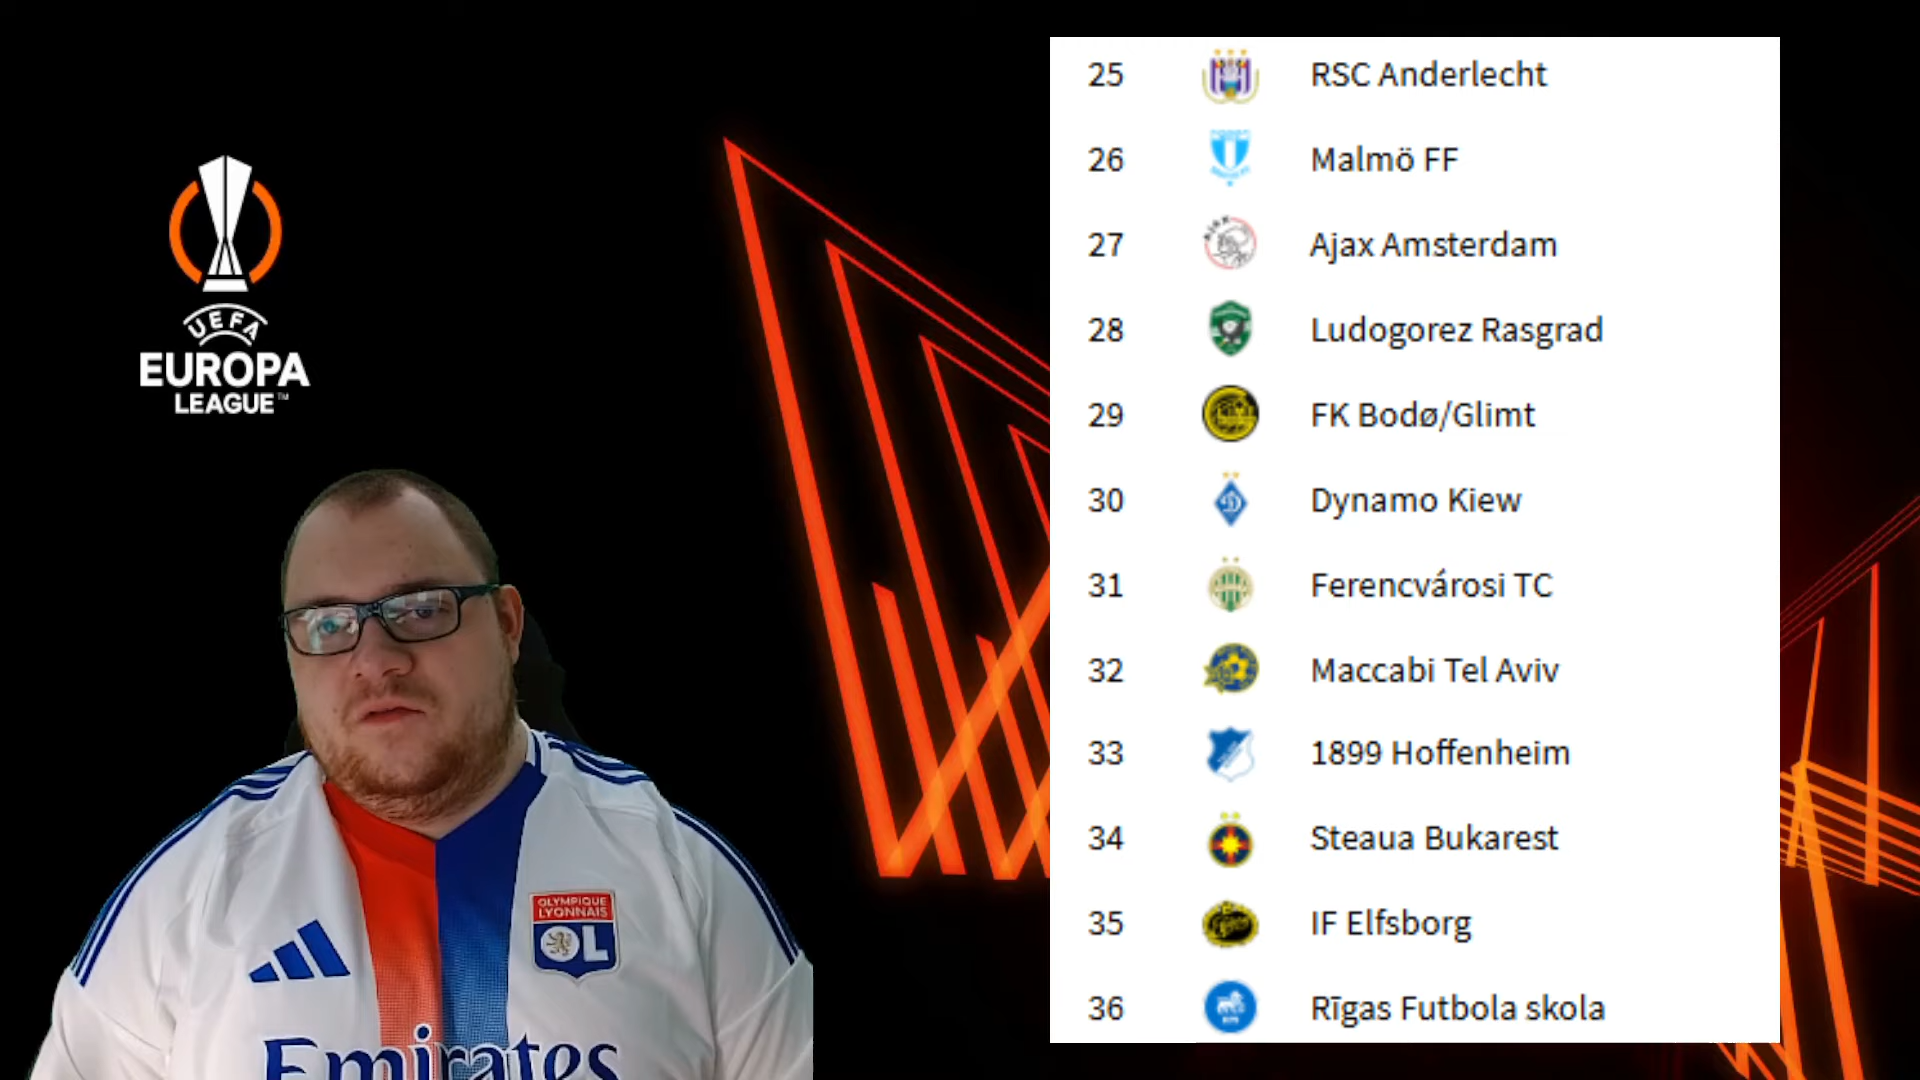 UEFA
EUROPA
LEAGUE™
OLYMPIQUE
LYONNAIS
OL
Emirates
25 RSC Anderlecht
26 Malmö FF
27 AJAX Ajax Amsterdam
28 Ludogorez Rasgrad
29 FK Bodø/Glimt
30 Dynamo Kiew
31 Ferencvárosi TC
32 Maccabi Tel Aviv
33 1899 Hoffenheim
34 Steaua Bukarest
35 IF Elfsborg
36 Rīgas Futbola skola